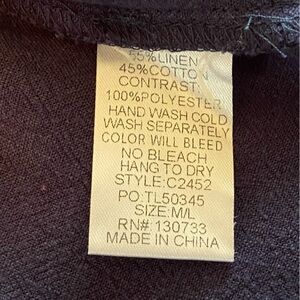 55%LINEN
45%COTTON
CONTRAST
100%POLYESTER
HAND WASH COLD
WASH SEPARATELY
COLOR WILL BLEED
NO BLEACH
HANG TO DRY
STYLE:C2452
PO:TL50345
SIZE:M/L
RN#:130733
MADE IN CHINA